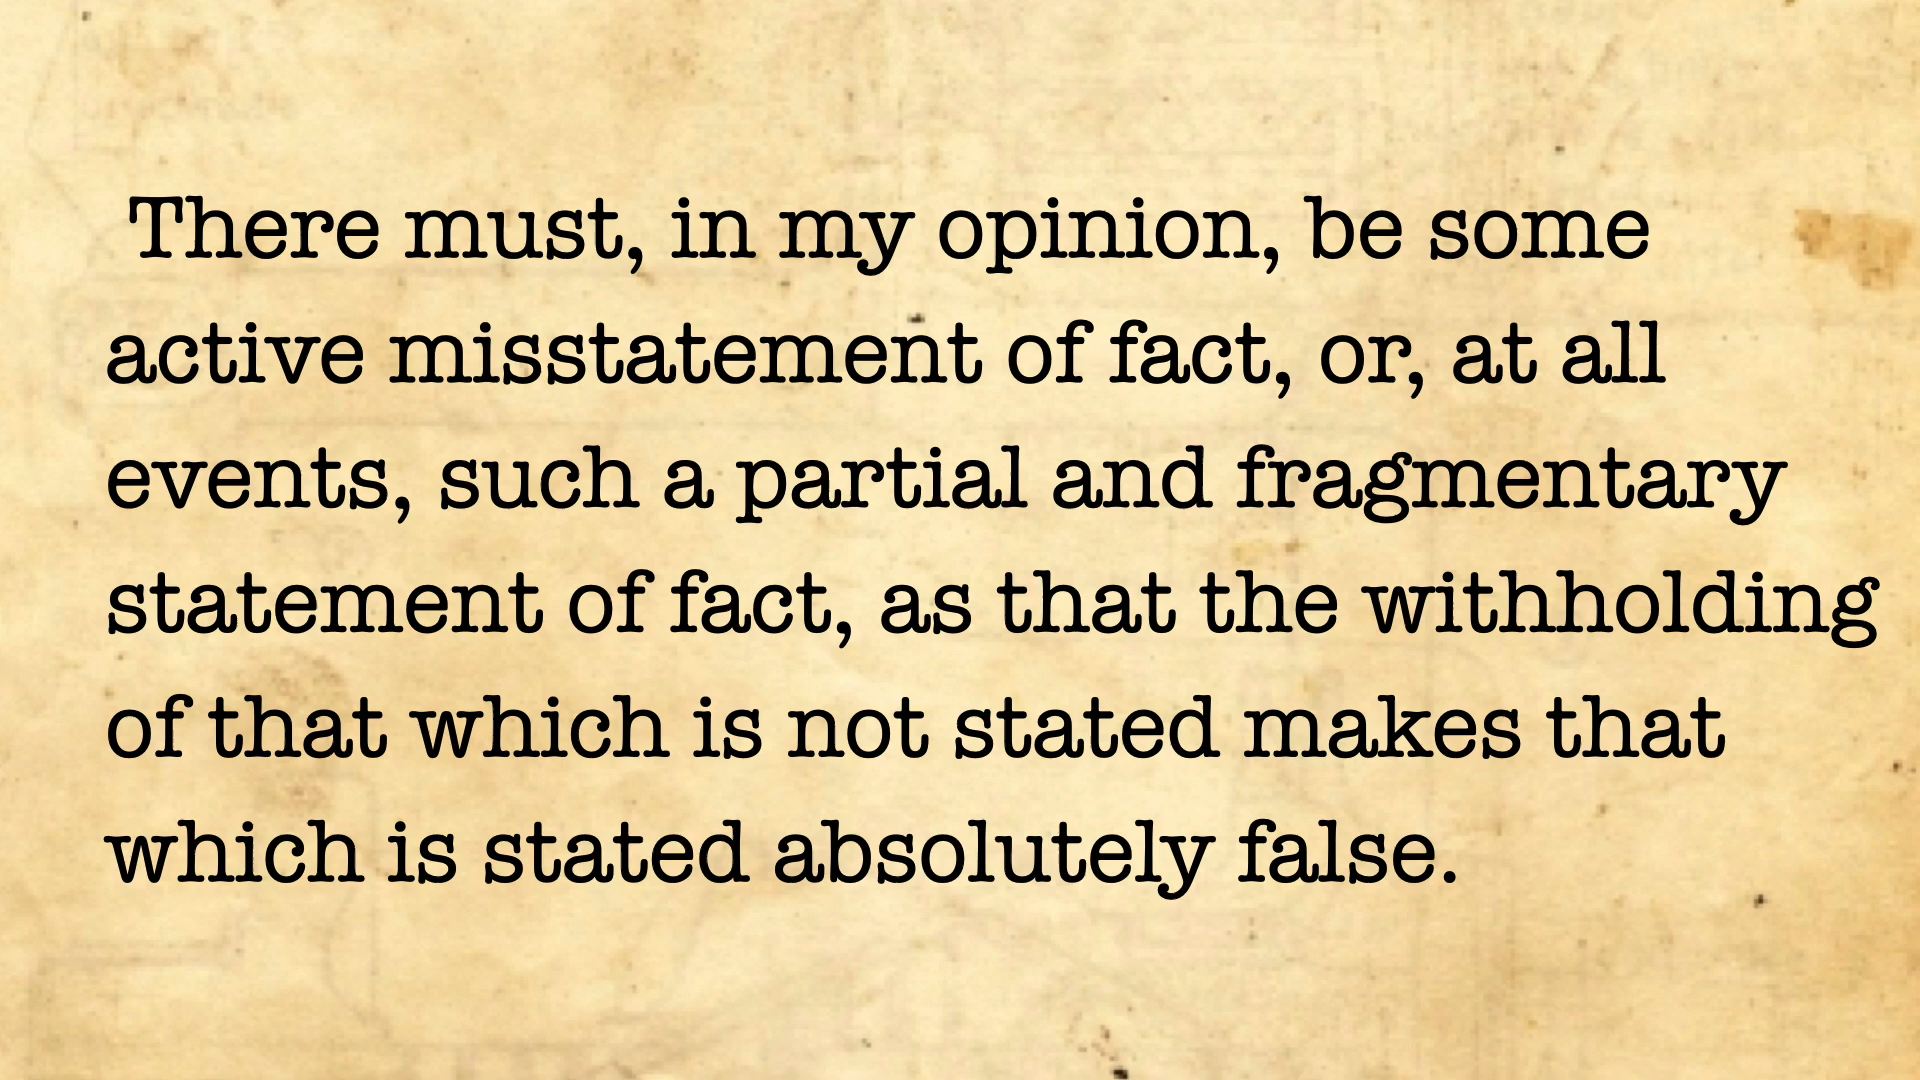 There must, in my opinion, be some
active misstatement of fact, or, at all
events, such a partial and fragmentary
statement of fact, as that the withholding
of that which is not stated makes that
which is stated absolutely false.